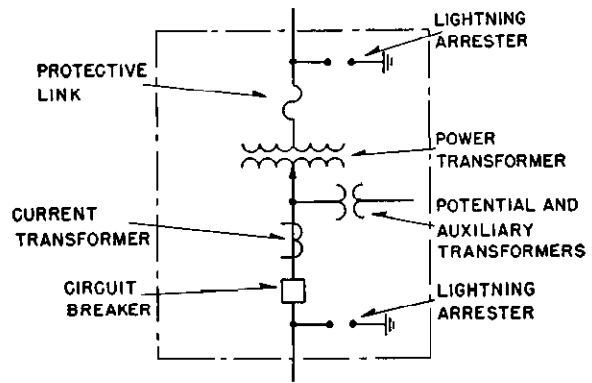 LIGHTNING
ARRESTER
PROTECTIVE
LINK
POWER
TRANSFORMER
POTENTIAL AND
AUXILIARY
TRANSFORMERS
CURRENT
TRANSFORMER
CIRCUIT
BREAKER
LIGHTNING
ARRESTER